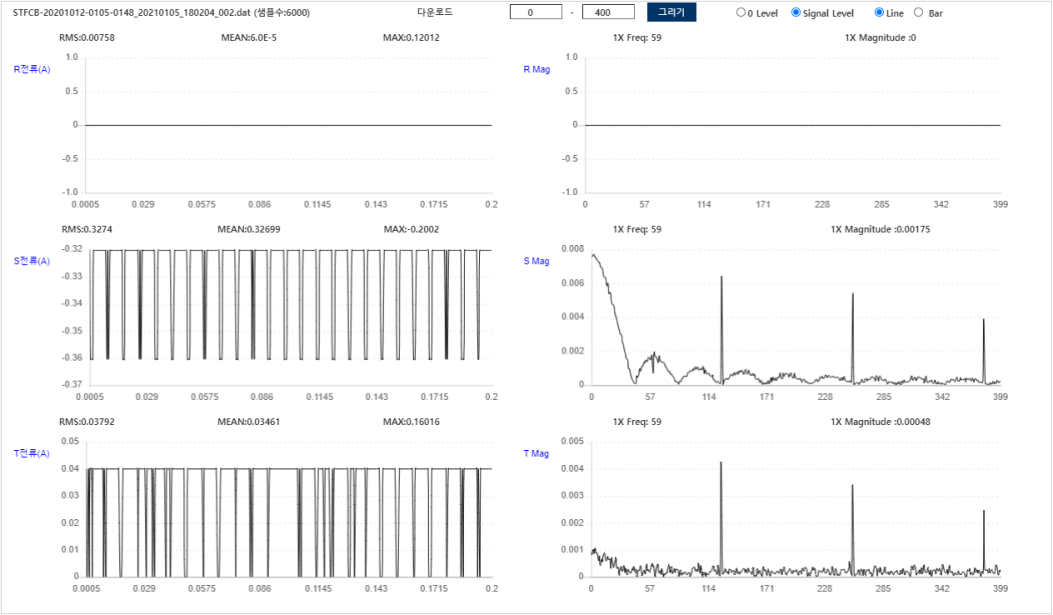 STFCB-20201012-0105-0148_20210105_180204_002.dat (샘플수:6000) 다운로드 0 - 400 그리기 0 Level Signal Level Line Bar
RMS:0.00758 MEAN:6.0E-5 MAX:0.12012
R전류(A)
1.0
0.5
0
-0.5
-1.0
0.0005 0.029 0.0575 0.086 0.1145 0.143 0.1715 0.2
1X Freq: 59 1X Magnitude :0
R Mag
1.0
0.5
0
-0.5
-1.0
0 57 114 171 228 285 342 399
RMS:0.3274 MEAN:0.32699 MAX:-0.2002
S전류(A)
-0.32
-0.33
-0.34
-0.35
-0.36
-0.37
0.0005 0.029 0.0575 0.086 0.1145 0.143 0.1715 0.2
1X Freq: 59 1X Magnitude :0.00175
S Mag
0.008
0.006
0.004
0.002
0
0 57 114 171 228 285 342 399
RMS:0.03792 MEAN:0.03461 MAX:0.16016
T전류(A)
0.05
0.04
0.03
0.02
0.01
0
0.0005 0.029 0.0575 0.086 0.1145 0.143 0.1715 0.2
1X Freq: 59 1X Magnitude :0.00048
T Mag
0.005
0.004
0.003
0.002
0.001
0
0 57 114 171 228 285 342 399